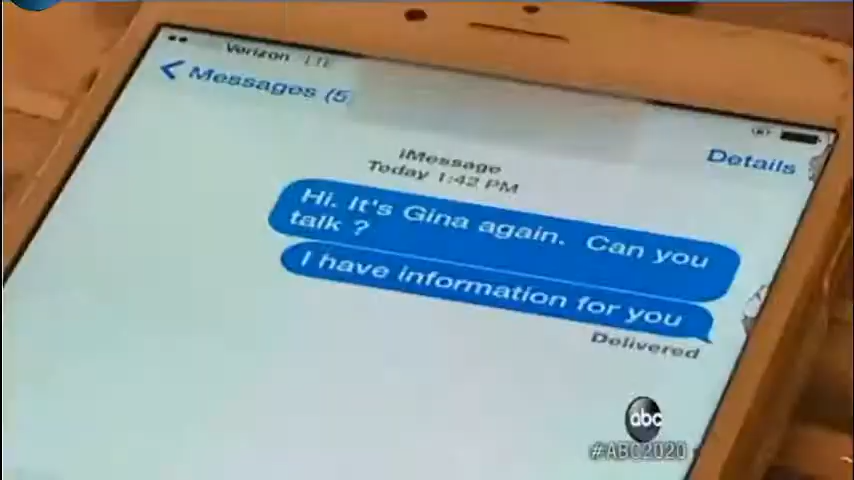 Verizon LTE
Messages (5)
Details
iMessage
Today 1:42 PM
Hi. It's Gina again. Can you
talk ?
I have information for you
Delivered
abc
#ABC2020